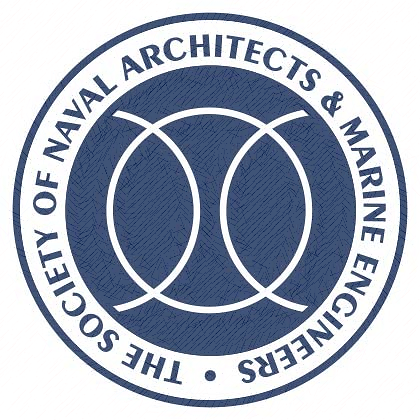 THE SOCIETY OF NAVAL ARCHITECTS & MARINE ENGINEERS •